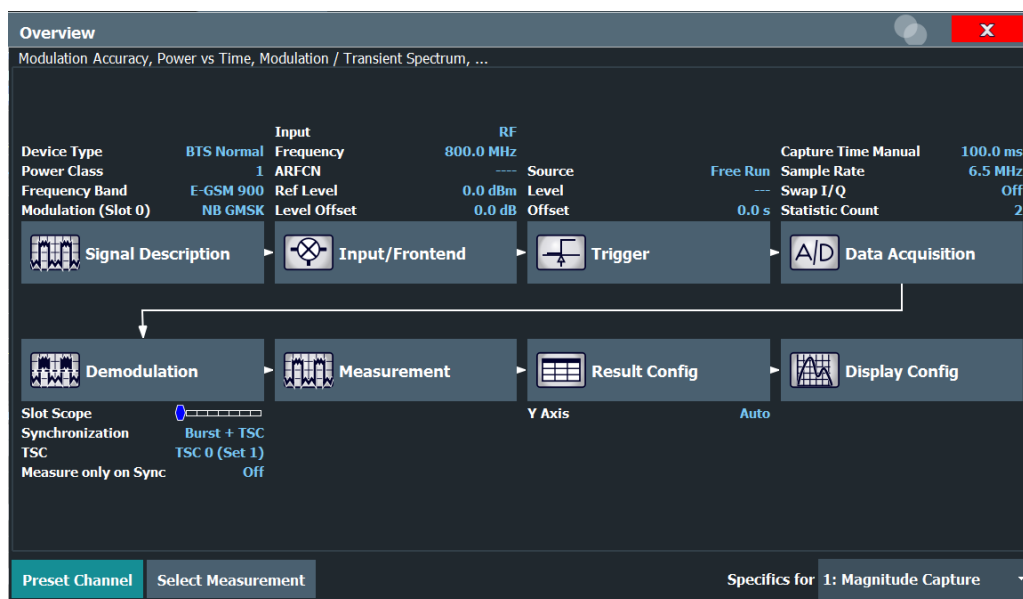 Overview
X
Modulation Accuracy, Power vs Time, Modulation / Transient Spectrum, ...
Input RF
Device Type BTS Normal Frequency 800.0 MHz Capture Time Manual 100.0 ms
Power Class 1 ARFCN ---- Source Free Run Sample Rate 6.5 MHz
Frequency Band E-GSM 900 Ref Level 0.0 dBm Level --- Swap I/Q Off
Modulation (Slot 0) NB GMSK Level Offset 0.0 dB Offset 0.0 s Statistic Count 2
Signal Description Input/Frontend Trigger A/D Data Acquisition
Demodulation Measurement Result Config Display Config
Slot Scope Y Axis Auto
Synchronization Burst + TSC
TSC TSC 0 (Set 1)
Measure only on Sync Off
Preset Channel Select Measurement Specifics for 1: Magnitude Capture